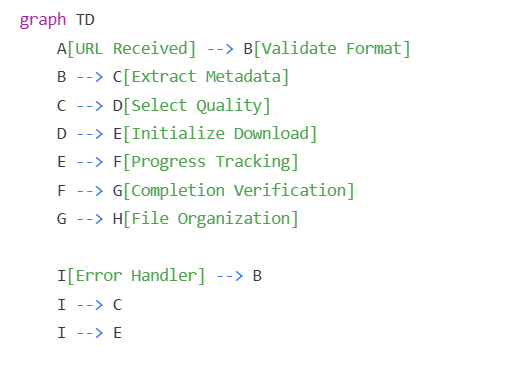 graph TD
A[URL Received] --> B[Validate Format]
B --> C[Extract Metadata]
C --> D[Select Quality]
D --> E[Initialize Download]
E --> F[Progress Tracking]
F --> G[Completion Verification]
G --> H[File Organization]
I[Error Handler] --> B
I --> C
I --> E